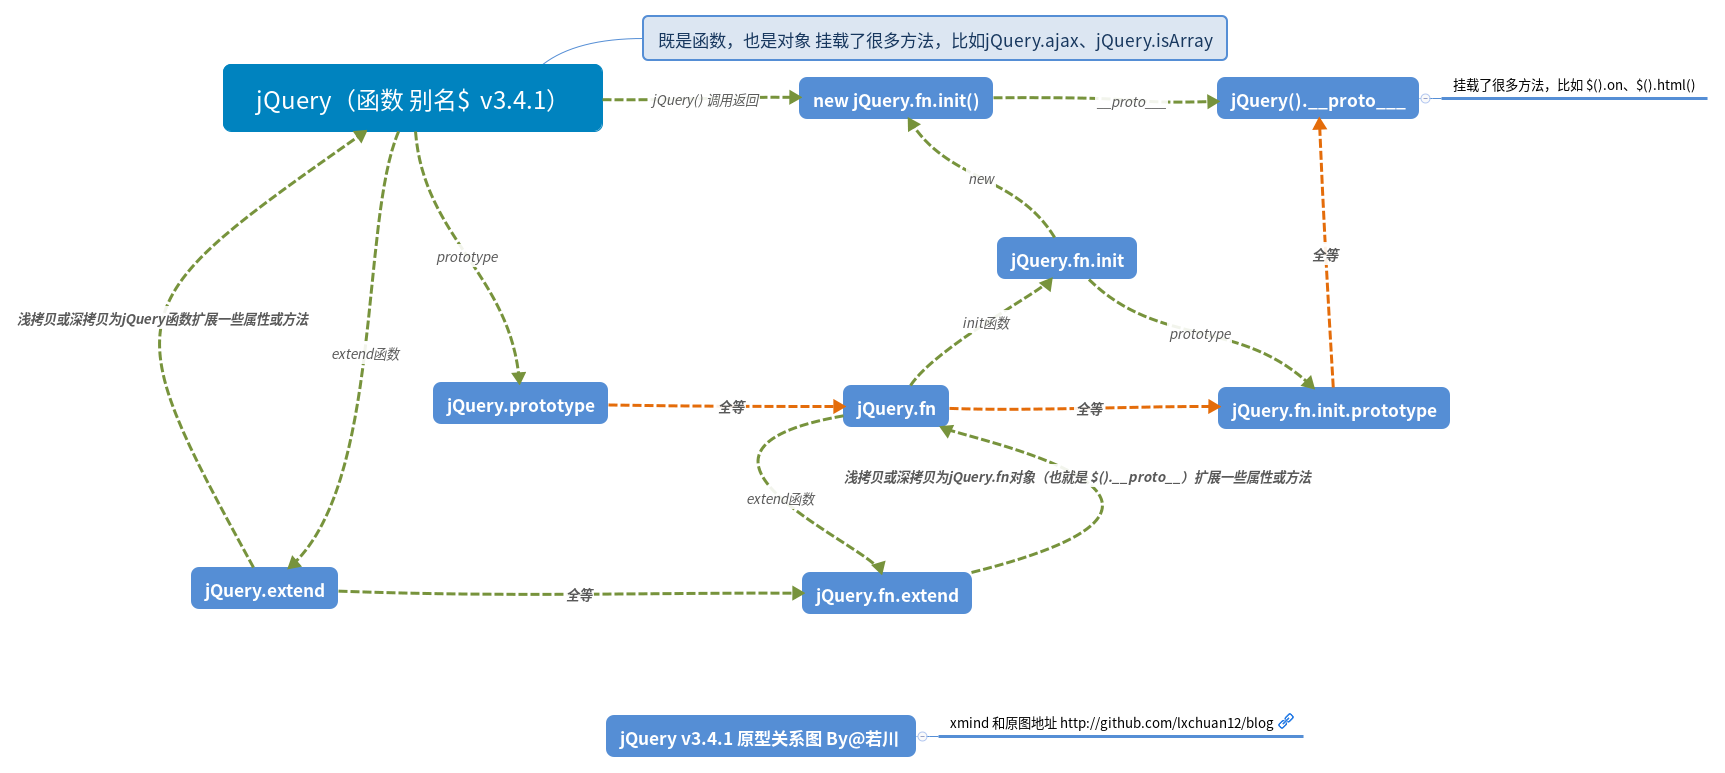 既是函数，也是对象 挂载了很多方法，比如jQuery.ajax、jQuery.isArray
jQuery（函数 别名$ v3.4.1）
jQuery() 调用返回
new jQuery.fn.init()
__proto___
jQuery().__proto___
挂载了很多方法，比如 $().on、$().html()
new
prototype
jQuery.fn.init
全等
浅拷贝或深拷贝为jQuery函数扩展一些属性或方法
init函数
prototype
extend函数
jQuery.prototype
全等
jQuery.fn
全等
jQuery.fn.init.prototype
浅拷贝或深拷贝为jQuery.fn对象（也就是 $().__proto__）扩展一些属性或方法
extend函数
jQuery.extend
全等
jQuery.fn.extend
jQuery v3.4.1 原型关系图 By@若川
xmind 和原图地址 http://github.com/lxchuan12/blog